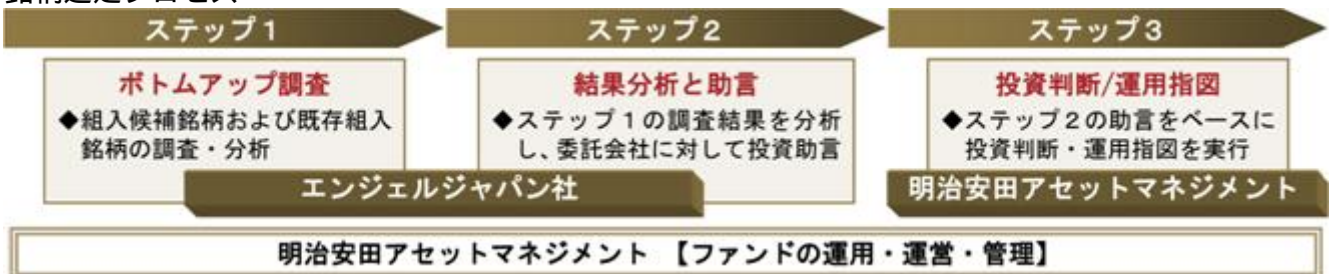 ステップ1
ステップ2
ステップ3
ボトムアップ調査
◆組入候補銘柄および既存組入
銘柄の調査・分析
結果分析と助言
◆ステップ1の調査結果を分析
し、委託会社に対して投資助言
投資判断/運用指図
◆ステップ2の助言をベースに
投資判断・運用指図を実行
エンジェルジャパン社
明治安田アセットマネジメント
明治安田アセットマネジメント 【ファンドの運用・運営・管理】